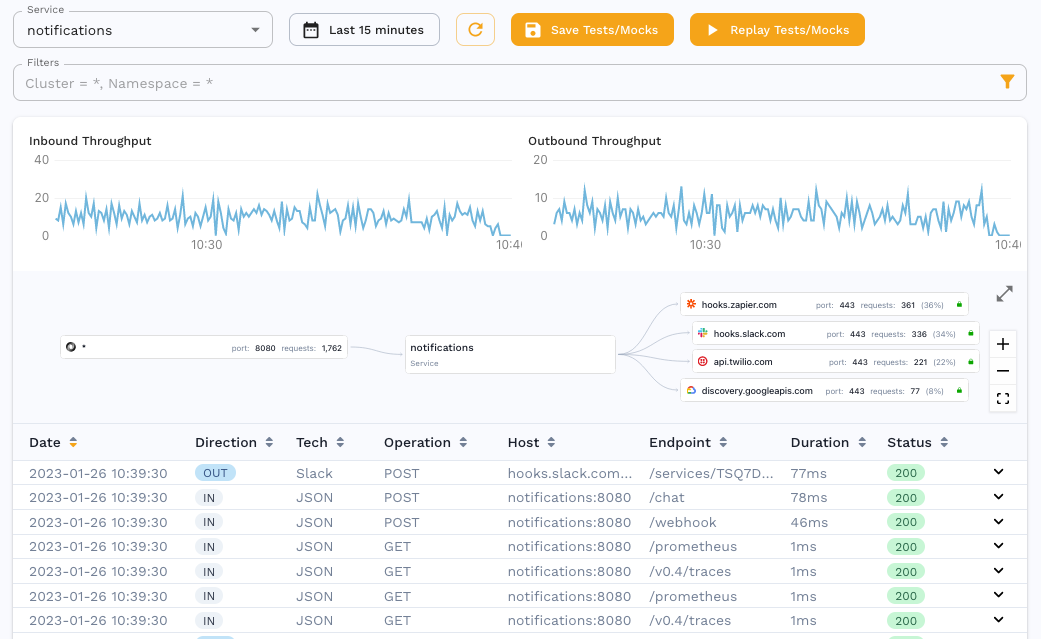 Service
notifications
Last 15 minutes
Save Tests/Mocks
Replay Tests/Mocks
Filters
Cluster = *, Namespace = *
Inbound Throughput
40
20
0
10:30
10:40
Outbound Throughput
20
10
0
10:30
10:40
* port: 8080 requests: 1,762
notifications
Service
hooks.zapier.com port: 443 requests: 361 (36%)
hooks.slack.com port: 443 requests: 336 (34%)
api.twilio.com port: 443 requests: 221 (22%)
discovery.googleapis.com port: 443 requests: 77 (8%)
Date Direction Tech Operation Host Endpoint Duration Status
2023-01-26 10:39:30 OUT Slack POST hooks.slack.com... /services/TSQ7D... 77ms 200
2023-01-26 10:39:30 IN JSON POST notifications:8080 /chat 78ms 200
2023-01-26 10:39:30 IN JSON POST notifications:8080 /webhook 46ms 200
2023-01-26 10:39:30 IN JSON GET notifications:8080 /prometheus 1ms 200
2023-01-26 10:39:30 IN JSON GET notifications:8080 /v0.4/traces 1ms 200
2023-01-26 10:39:30 IN JSON GET notifications:8080 /prometheus 1ms 200
2023-01-26 10:39:30 IN JSON GET notifications:8080 /v0.4/traces 1ms 200